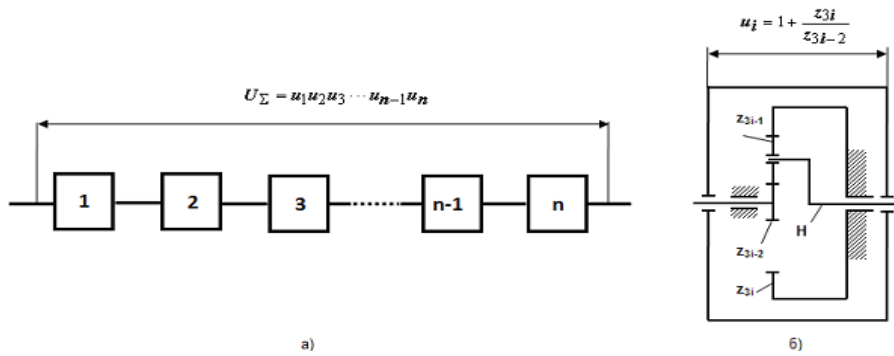 U_Σ = u₁u₂u₃ ··· u_{n−1}u_n
1
2
3
n-1
n
а)
u_i = 1 + z_{3i} / z_{3i−2}
z_{3i-1}
z_{3i-2}
H
z_{3i}
б)